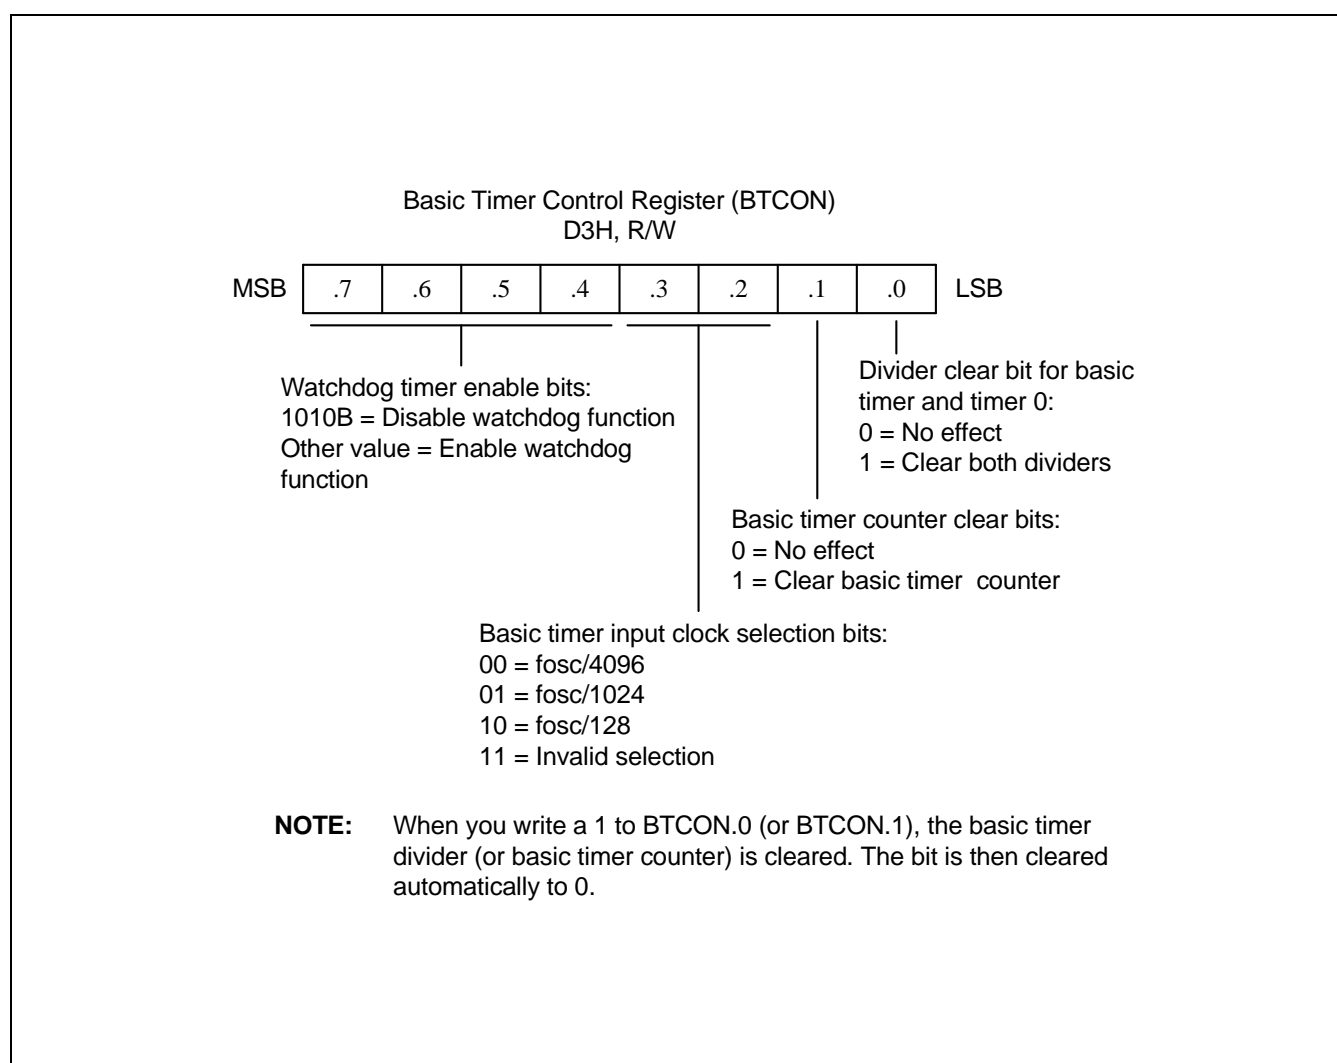 Basic Timer Control Register (BTCON)
D3H, R/W
MSB .7 .6 .5 .4 .3 .2 .1 .0 LSB
Watchdog timer enable bits:
1010B = Disable watchdog function
Other value = Enable watchdog
function
Divider clear bit for basic
timer and timer 0:
0 = No effect
1 = Clear both dividers
Basic timer counter clear bits:
0 = No effect
1 = Clear basic timer counter
Basic timer input clock selection bits:
00 = fosc/4096
01 = fosc/1024
10 = fosc/128
11 = Invalid selection
NOTE: When you write a 1 to BTCON.0 (or BTCON.1), the basic timer
divider (or basic timer counter) is cleared. The bit is then cleared
automatically to 0.